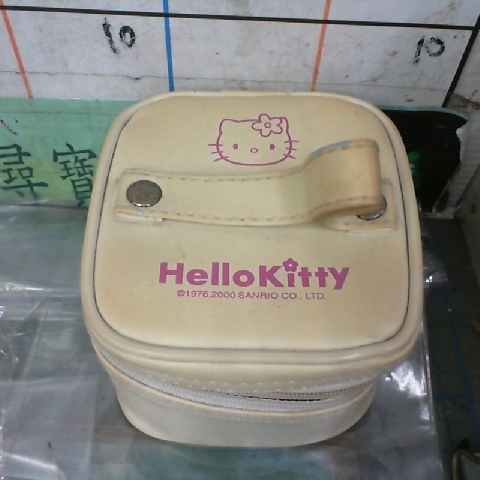 10
10
尋寶
HelloKitty
©1976,2000 SANRIO CO., LTD.